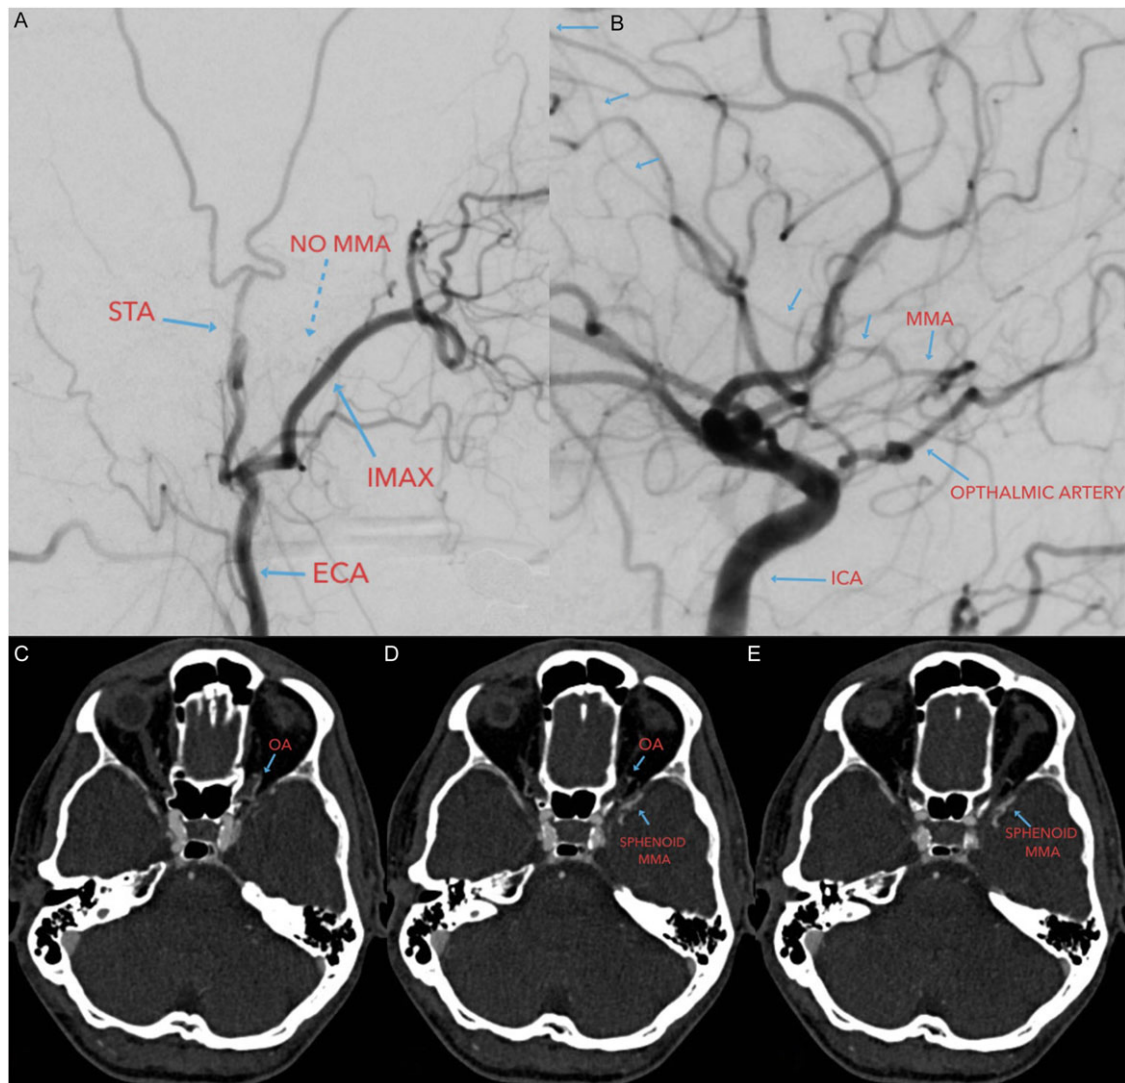 A
B
NO MMA
STA
MMA
IMAX
OPTHALMIC ARTERY
ECA
ICA
C
D
E
OA
OA
SPHENOID
MMA
SPHENOID
MMA